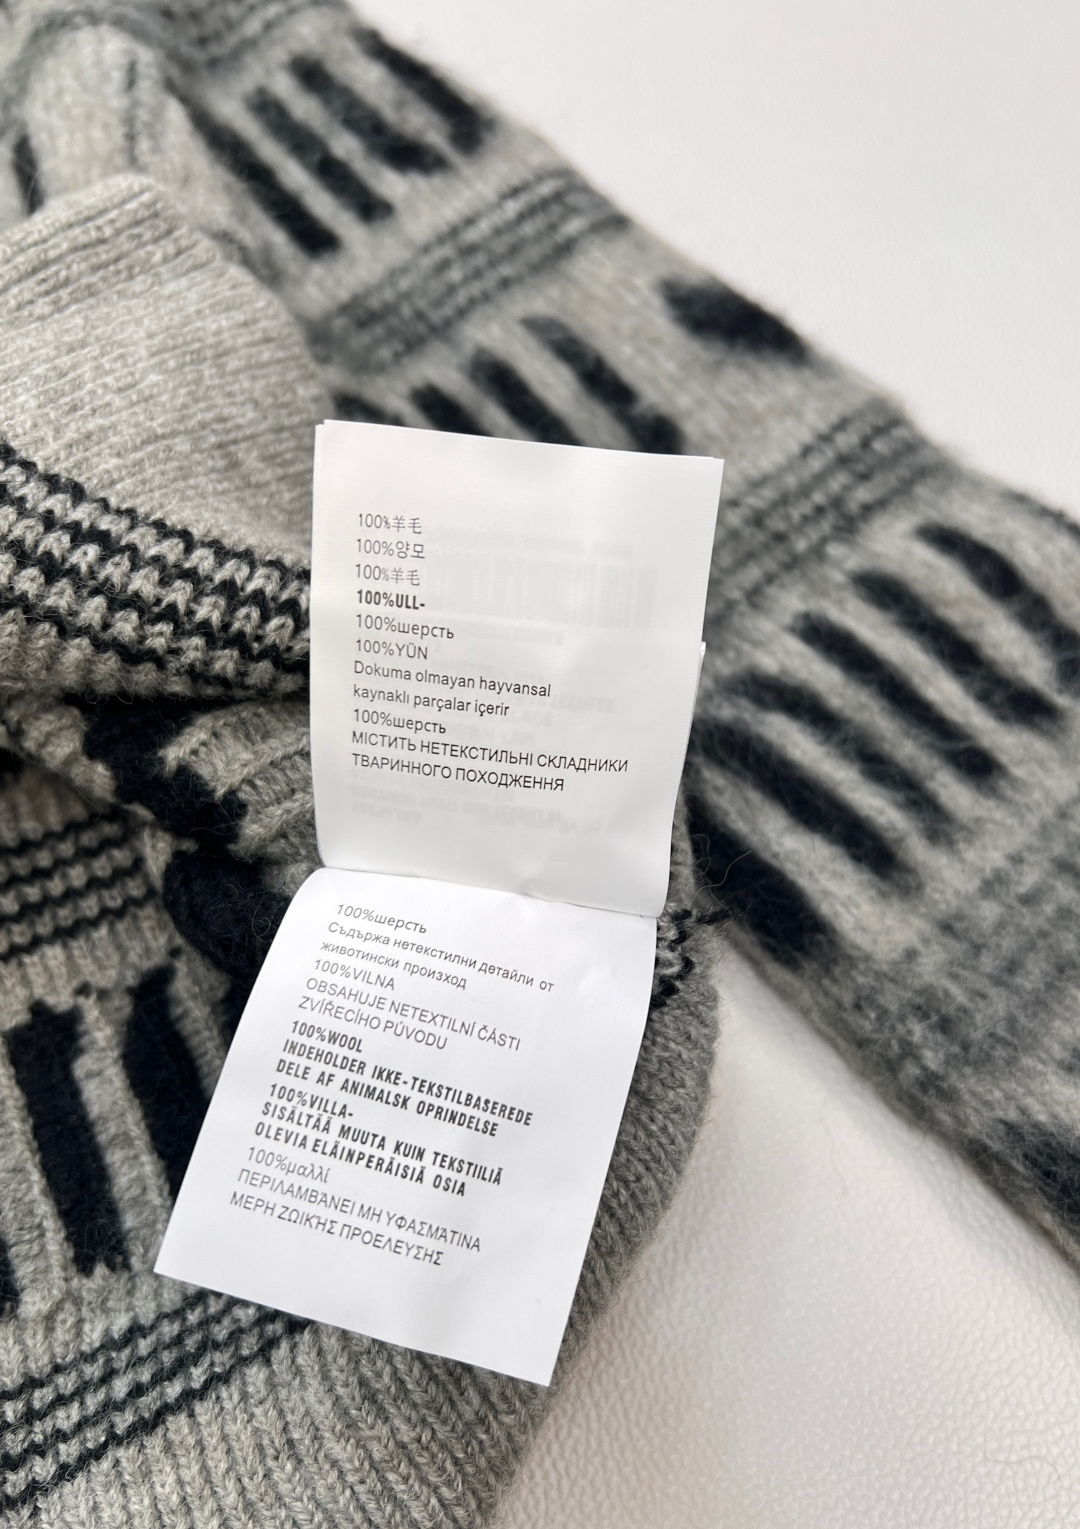 100%羊毛
100%양모
100%羊毛
100%ULL-
100%шерсть
100%YÜN
Dokuma olmayan hayvansal
kaynaklı parçalar içerir
100%шерсть
МІСТИТЬ НЕТЕКСТИЛЬНІ СКЛАДНИКИ
ТВАРИННОГО ПОХОДЖЕННЯ
100%шерсть
Съдържа нетекстилни детайли от
животински произход
100%VILNA
OBSAHUJE NETEXTILNÍ ČÁSTI
ZVÍŘECÍHO PŮVODU
100%WOOL
INDEHOLDER IKKE-TEKSTILBASEREDE
DELE AF ANIMALSK OPRINDELSE
100%VILLA-
SISÄLTÄÄ MUUTA KUIN TEKSTIILIÄ
OLEVIA ELÄINPERÄISIÄ OSIA
100%μαλλί
ΠΕΡΙΛΑΜΒΆΝΕΙ ΜΗ ΥΦΑΣΜΆΤΙΝΑ
ΜΕΡΗ ΖΩΙΚΉΣ ΠΡΟΕΛΕΥΣΗΣ